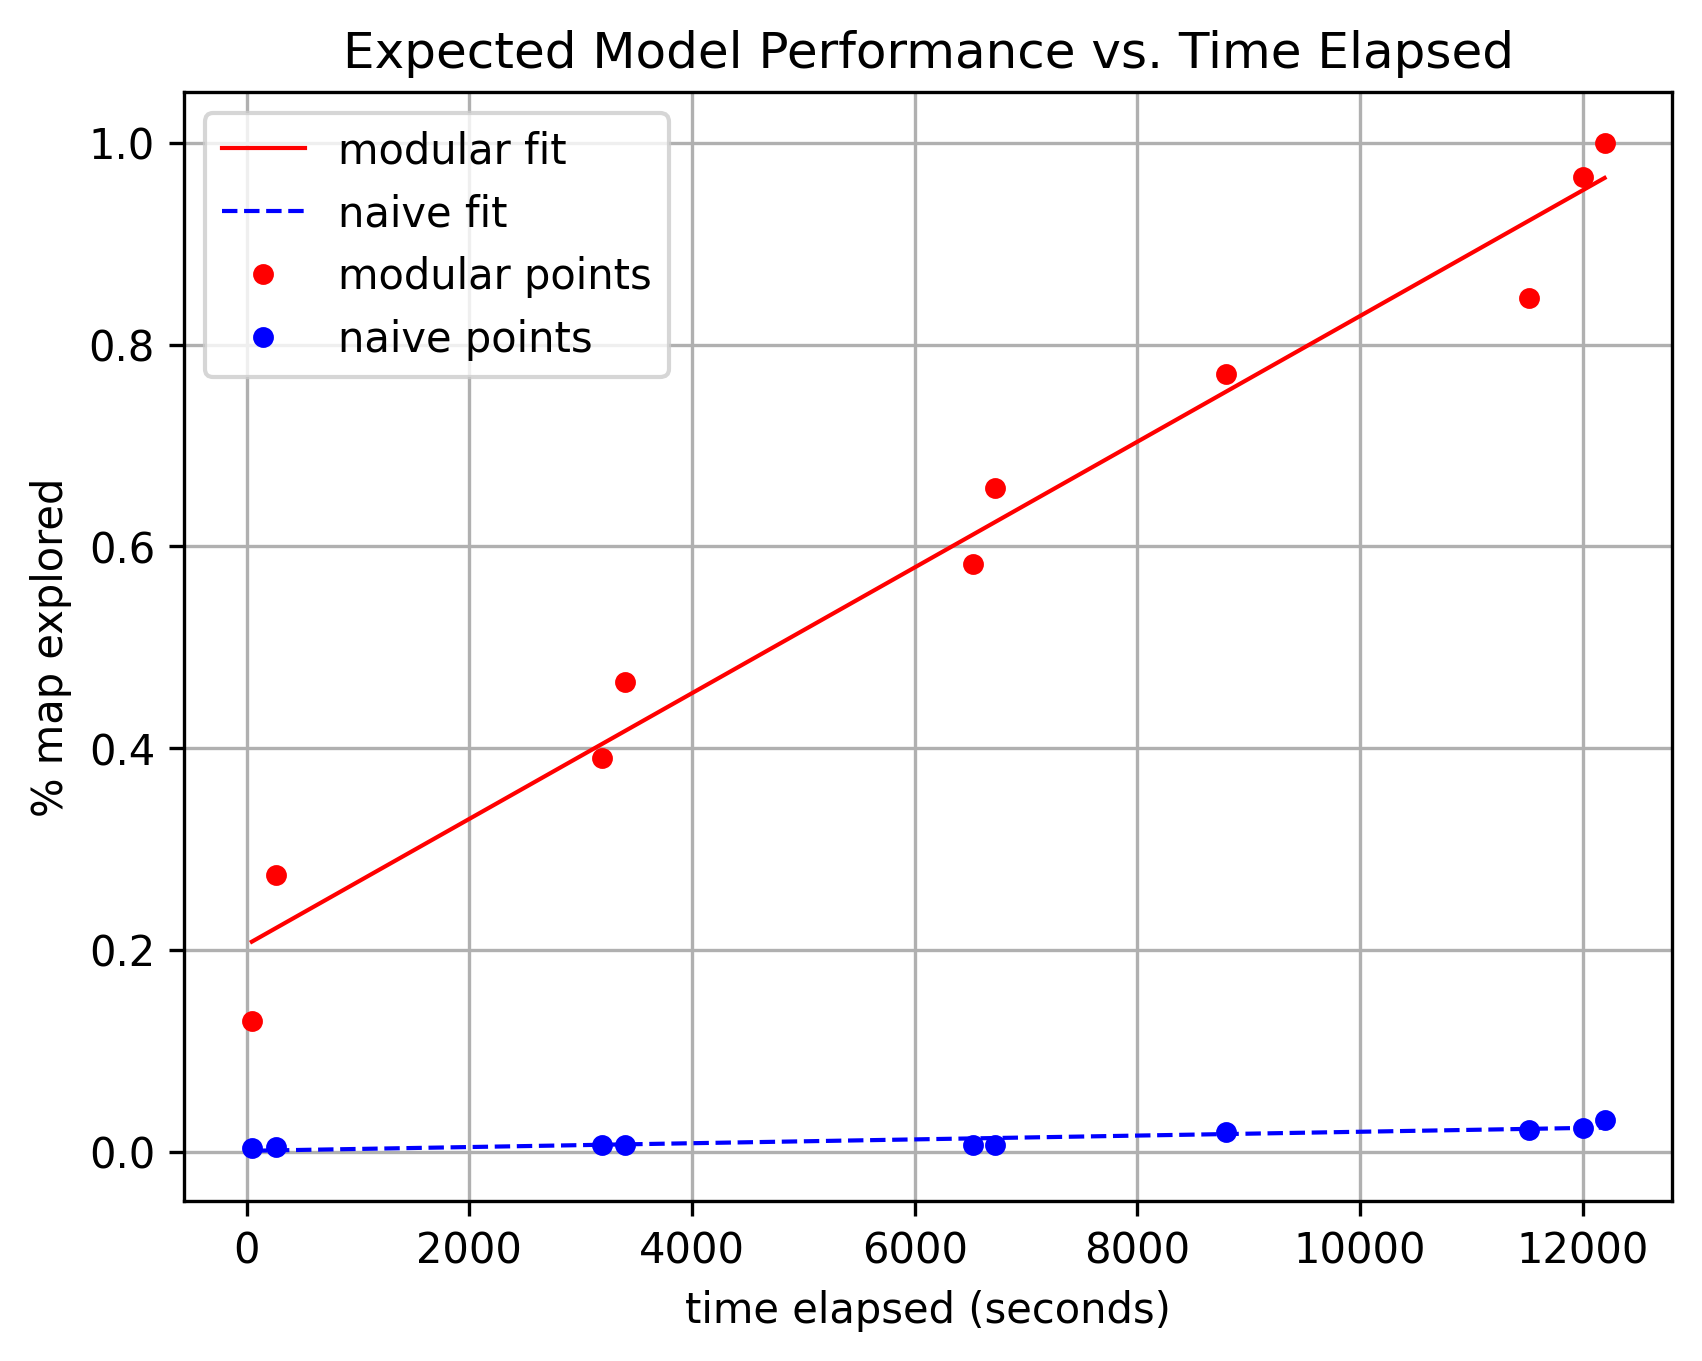 Expected Model Performance vs. Time Elapsed
modular fit
naive fit
modular points
naive points
1.0
0.8
0.6
0.4
0.2
0.0
% map explored
0 2000 4000 6000 8000 10000 12000
time elapsed (seconds)